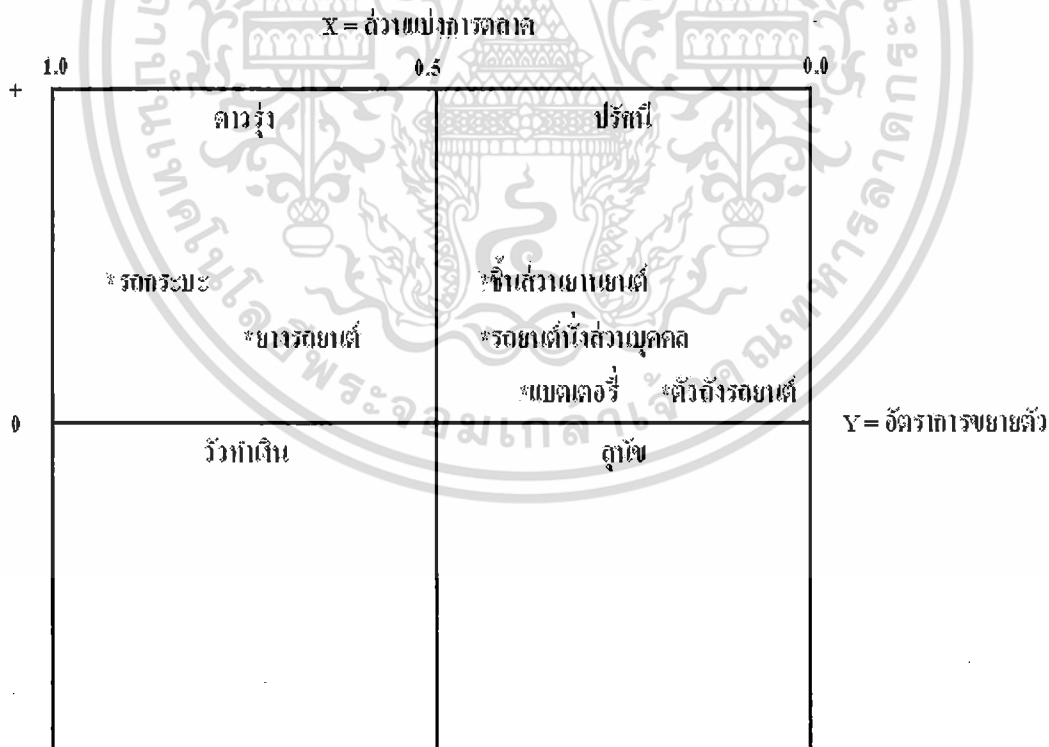 X = ส่วนแบ่งการตลาด
1.0 0.5 0.0
+
ดาวรุ่ง ปริศนา
*รถกระบะ *ชิ้นส่วนยานยนต์
*ยางรถยนต์ *รถยนต์นั่งส่วนบุคคล
*แบตเตอรี่ *ตัวถังรถยนต์
0 Y = อัตราการขยายตัว
วัวทำเงิน สุนัข